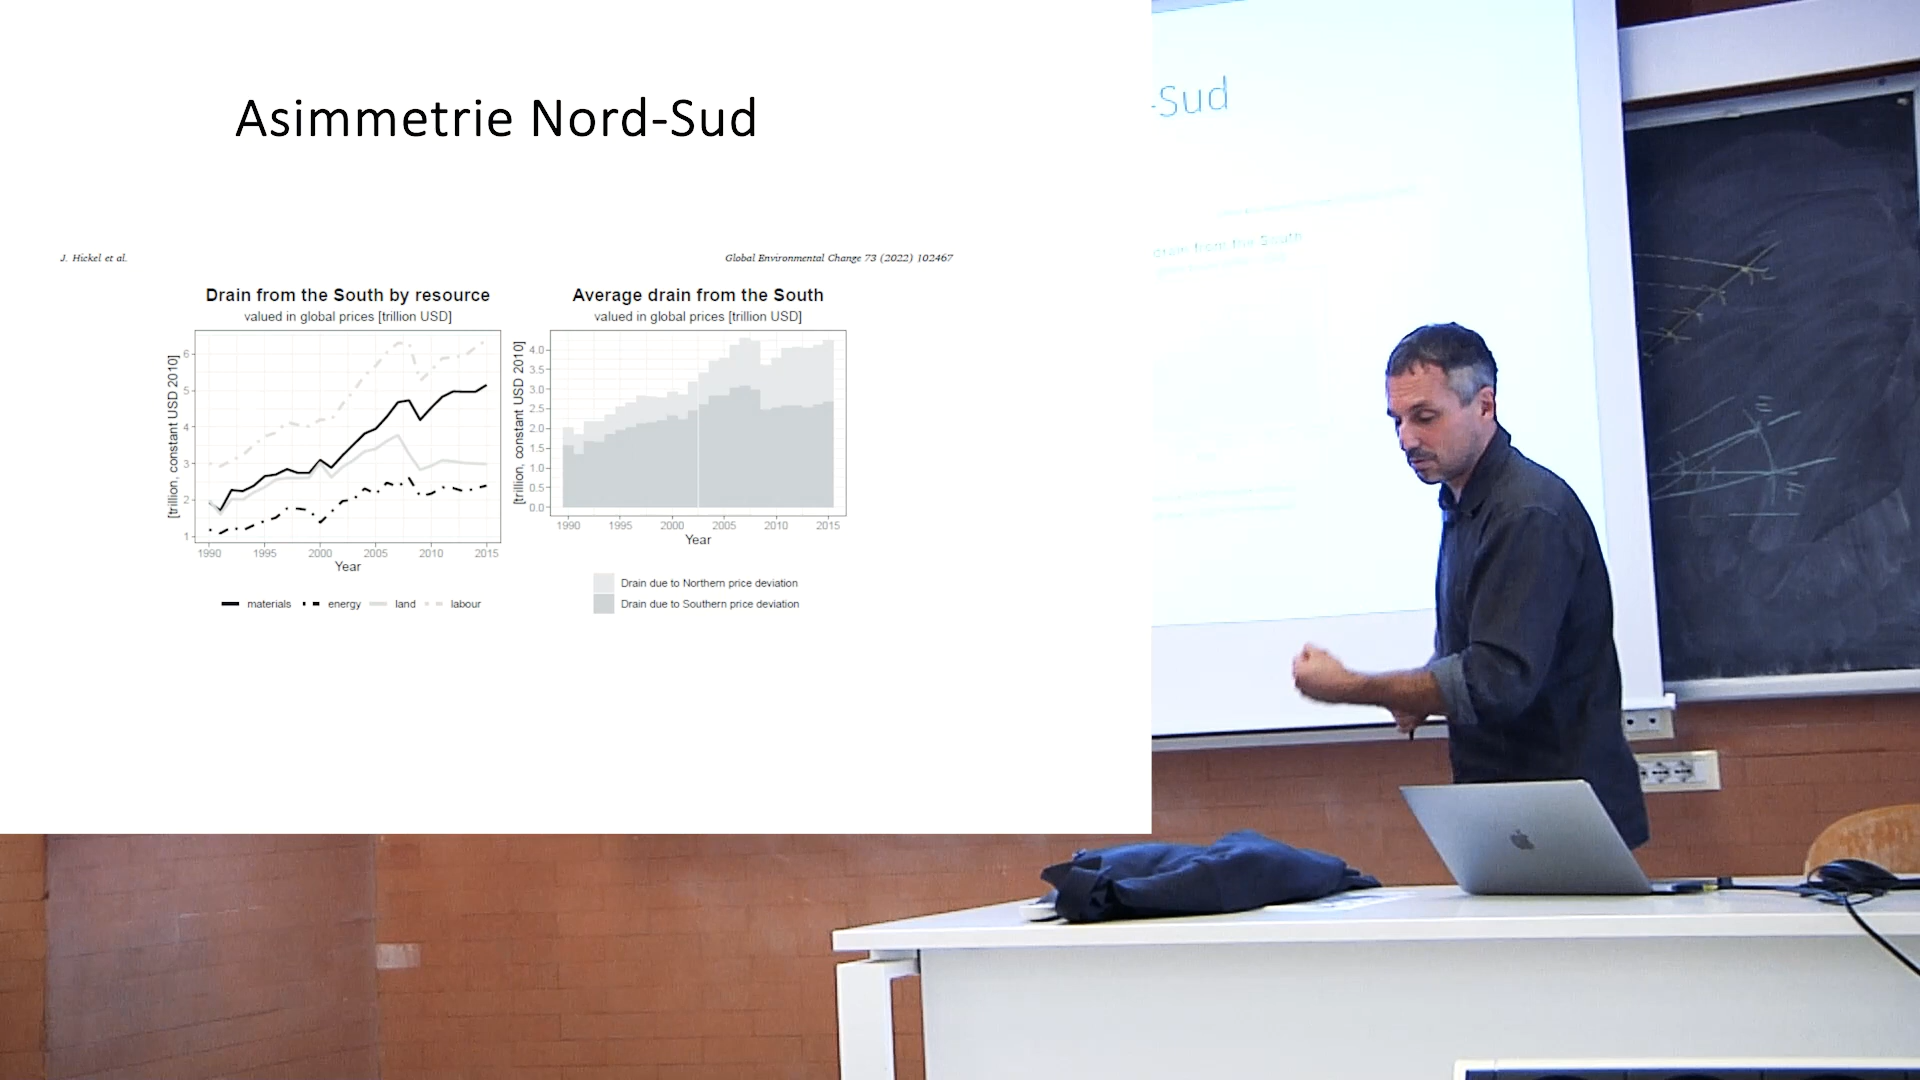 Asimmetrie Nord-Sud
-Sud
J. Hickel et al.
Global Environmental Change 73 (2022) 102467
Drain from the South by resource
valued in global prices [trillion USD]
[trillion, constant USD 2010]
6
5
4
3
2
1
1990 1995 2000 2005 2010 2015
Year
materials energy land labour
Average drain from the South
valued in global prices [trillion USD]
[trillion, constant USD 2010]
4.0
3.5
3.0
2.5
2.0
1.5
1.0
0.5
0.0
1990 1995 2000 2005 2010 2015
Year
Drain due to Northern price deviation
Drain due to Southern price deviation
drain from the South